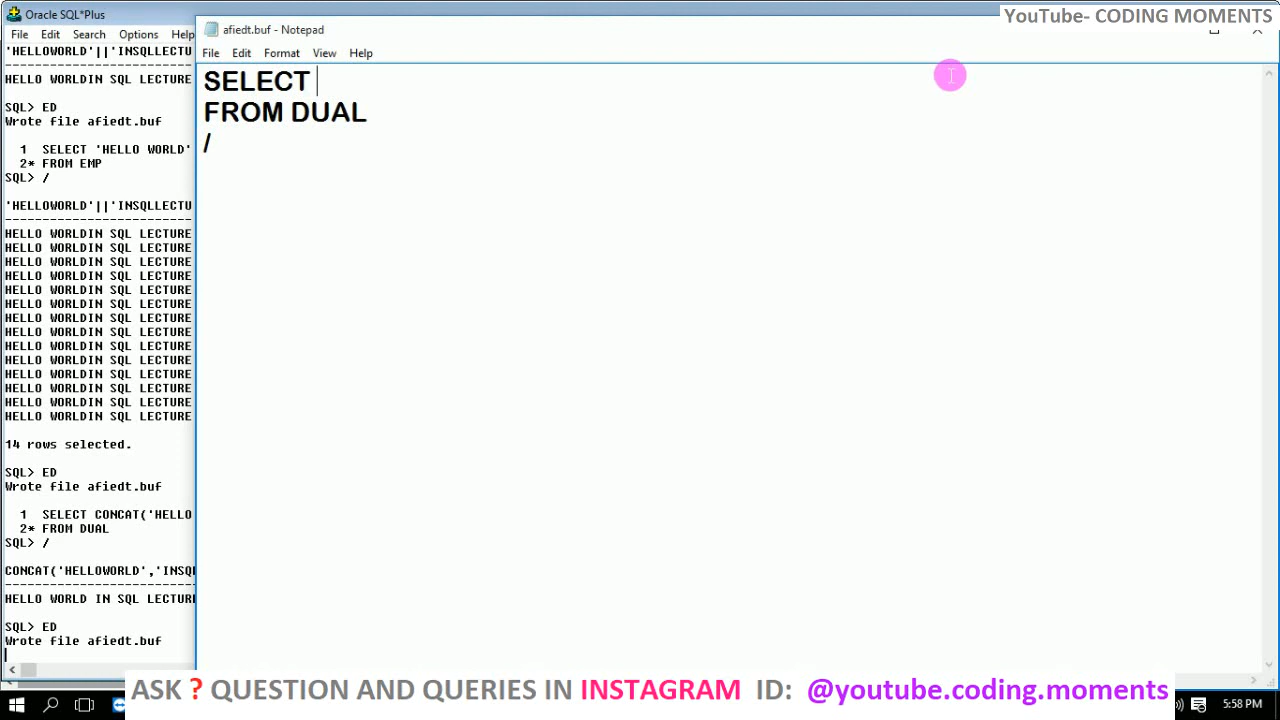 Oracle SQL*Plus
File Edit Search Options Help
'HELLOWORLD'||'INSQLLECTU
-------------------------
HELLO WORLDIN SQL LECTURE
SQL> ED
Wrote file afiedt.buf
1 SELECT 'HELLO WORLD'
2* FROM EMP
SQL> /
'HELLOWORLD'||'INSQLLECTU
-------------------------
HELLO WORLDIN SQL LECTURE
HELLO WORLDIN SQL LECTURE
HELLO WORLDIN SQL LECTURE
HELLO WORLDIN SQL LECTURE
HELLO WORLDIN SQL LECTURE
HELLO WORLDIN SQL LECTURE
HELLO WORLDIN SQL LECTURE
HELLO WORLDIN SQL LECTURE
HELLO WORLDIN SQL LECTURE
HELLO WORLDIN SQL LECTURE
HELLO WORLDIN SQL LECTURE
HELLO WORLDIN SQL LECTURE
HELLO WORLDIN SQL LECTURE
HELLO WORLDIN SQL LECTURE
14 rows selected.
SQL> ED
Wrote file afiedt.buf
1 SELECT CONCAT('HELLO
2* FROM DUAL
SQL> /
CONCAT('HELLOWORLD','INSQ
-------------------------
HELLO WORLD IN SQL LECTURE
SQL> ED
Wrote file afiedt.buf
afiedt.buf - Notepad
File Edit Format View Help
SELECT
FROM DUAL
/
YouTube- CODING MOMENTS
ASK ? QUESTION AND QUERIES IN INSTAGRAM ID: @youtube.coding.moments
5:58 PM